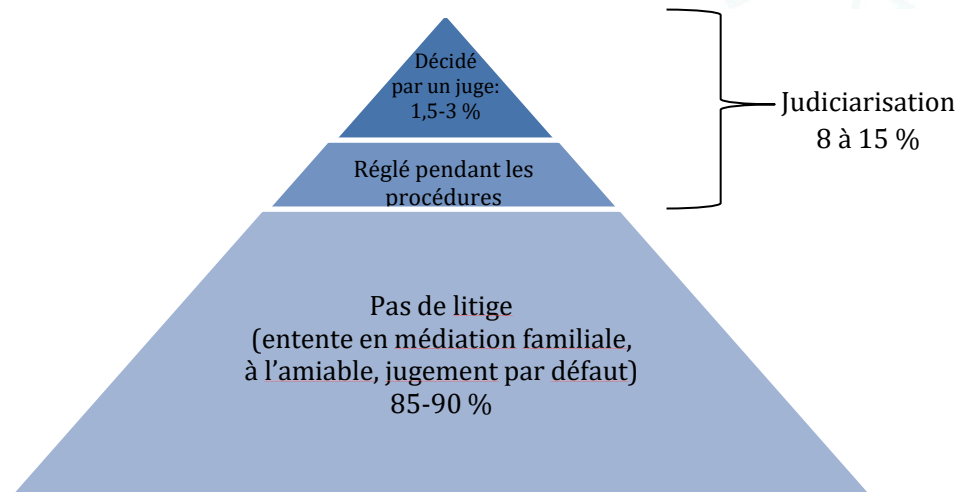 Décidé
par un juge:
1,5-3 %
Judiciarisation
8 à 15 %
Réglé pendant les
procédures
Pas de litige
(entente en médiation familiale,
à l’amiable, jugement par défaut)
85-90 %